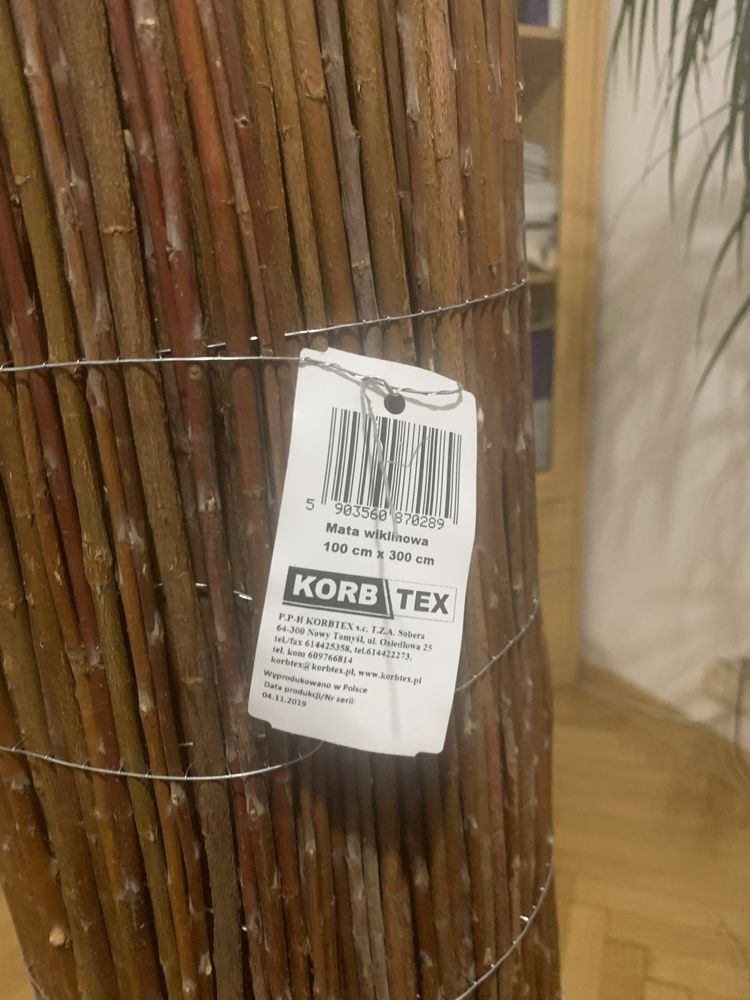 5 903560 870289
Mata wiklinowa
100 cm x 300 cm
KORB TEX
P.P-H KORBTEX s.c. T.Z.A. Sobera
64-300 Nowy Tomyśl, ul. Osiedlowa 25
tel./fax 614425358, tel.614422273,
tel. kom 609766814
korbtex@korbtex.pl, www.korbtex.pl
Wyprodukowano w Polsce
Data produkcji/Nr serii:
04.11.2019